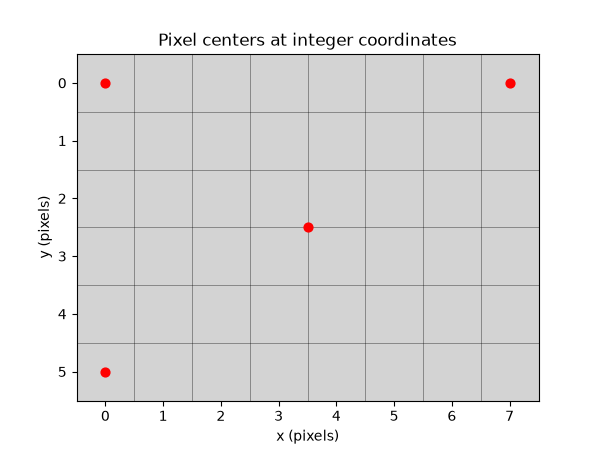 Pixel centers at integer coordinates
0
1
2
3
4
5
y (pixels)
0 1 2 3 4 5 6 7
x (pixels)